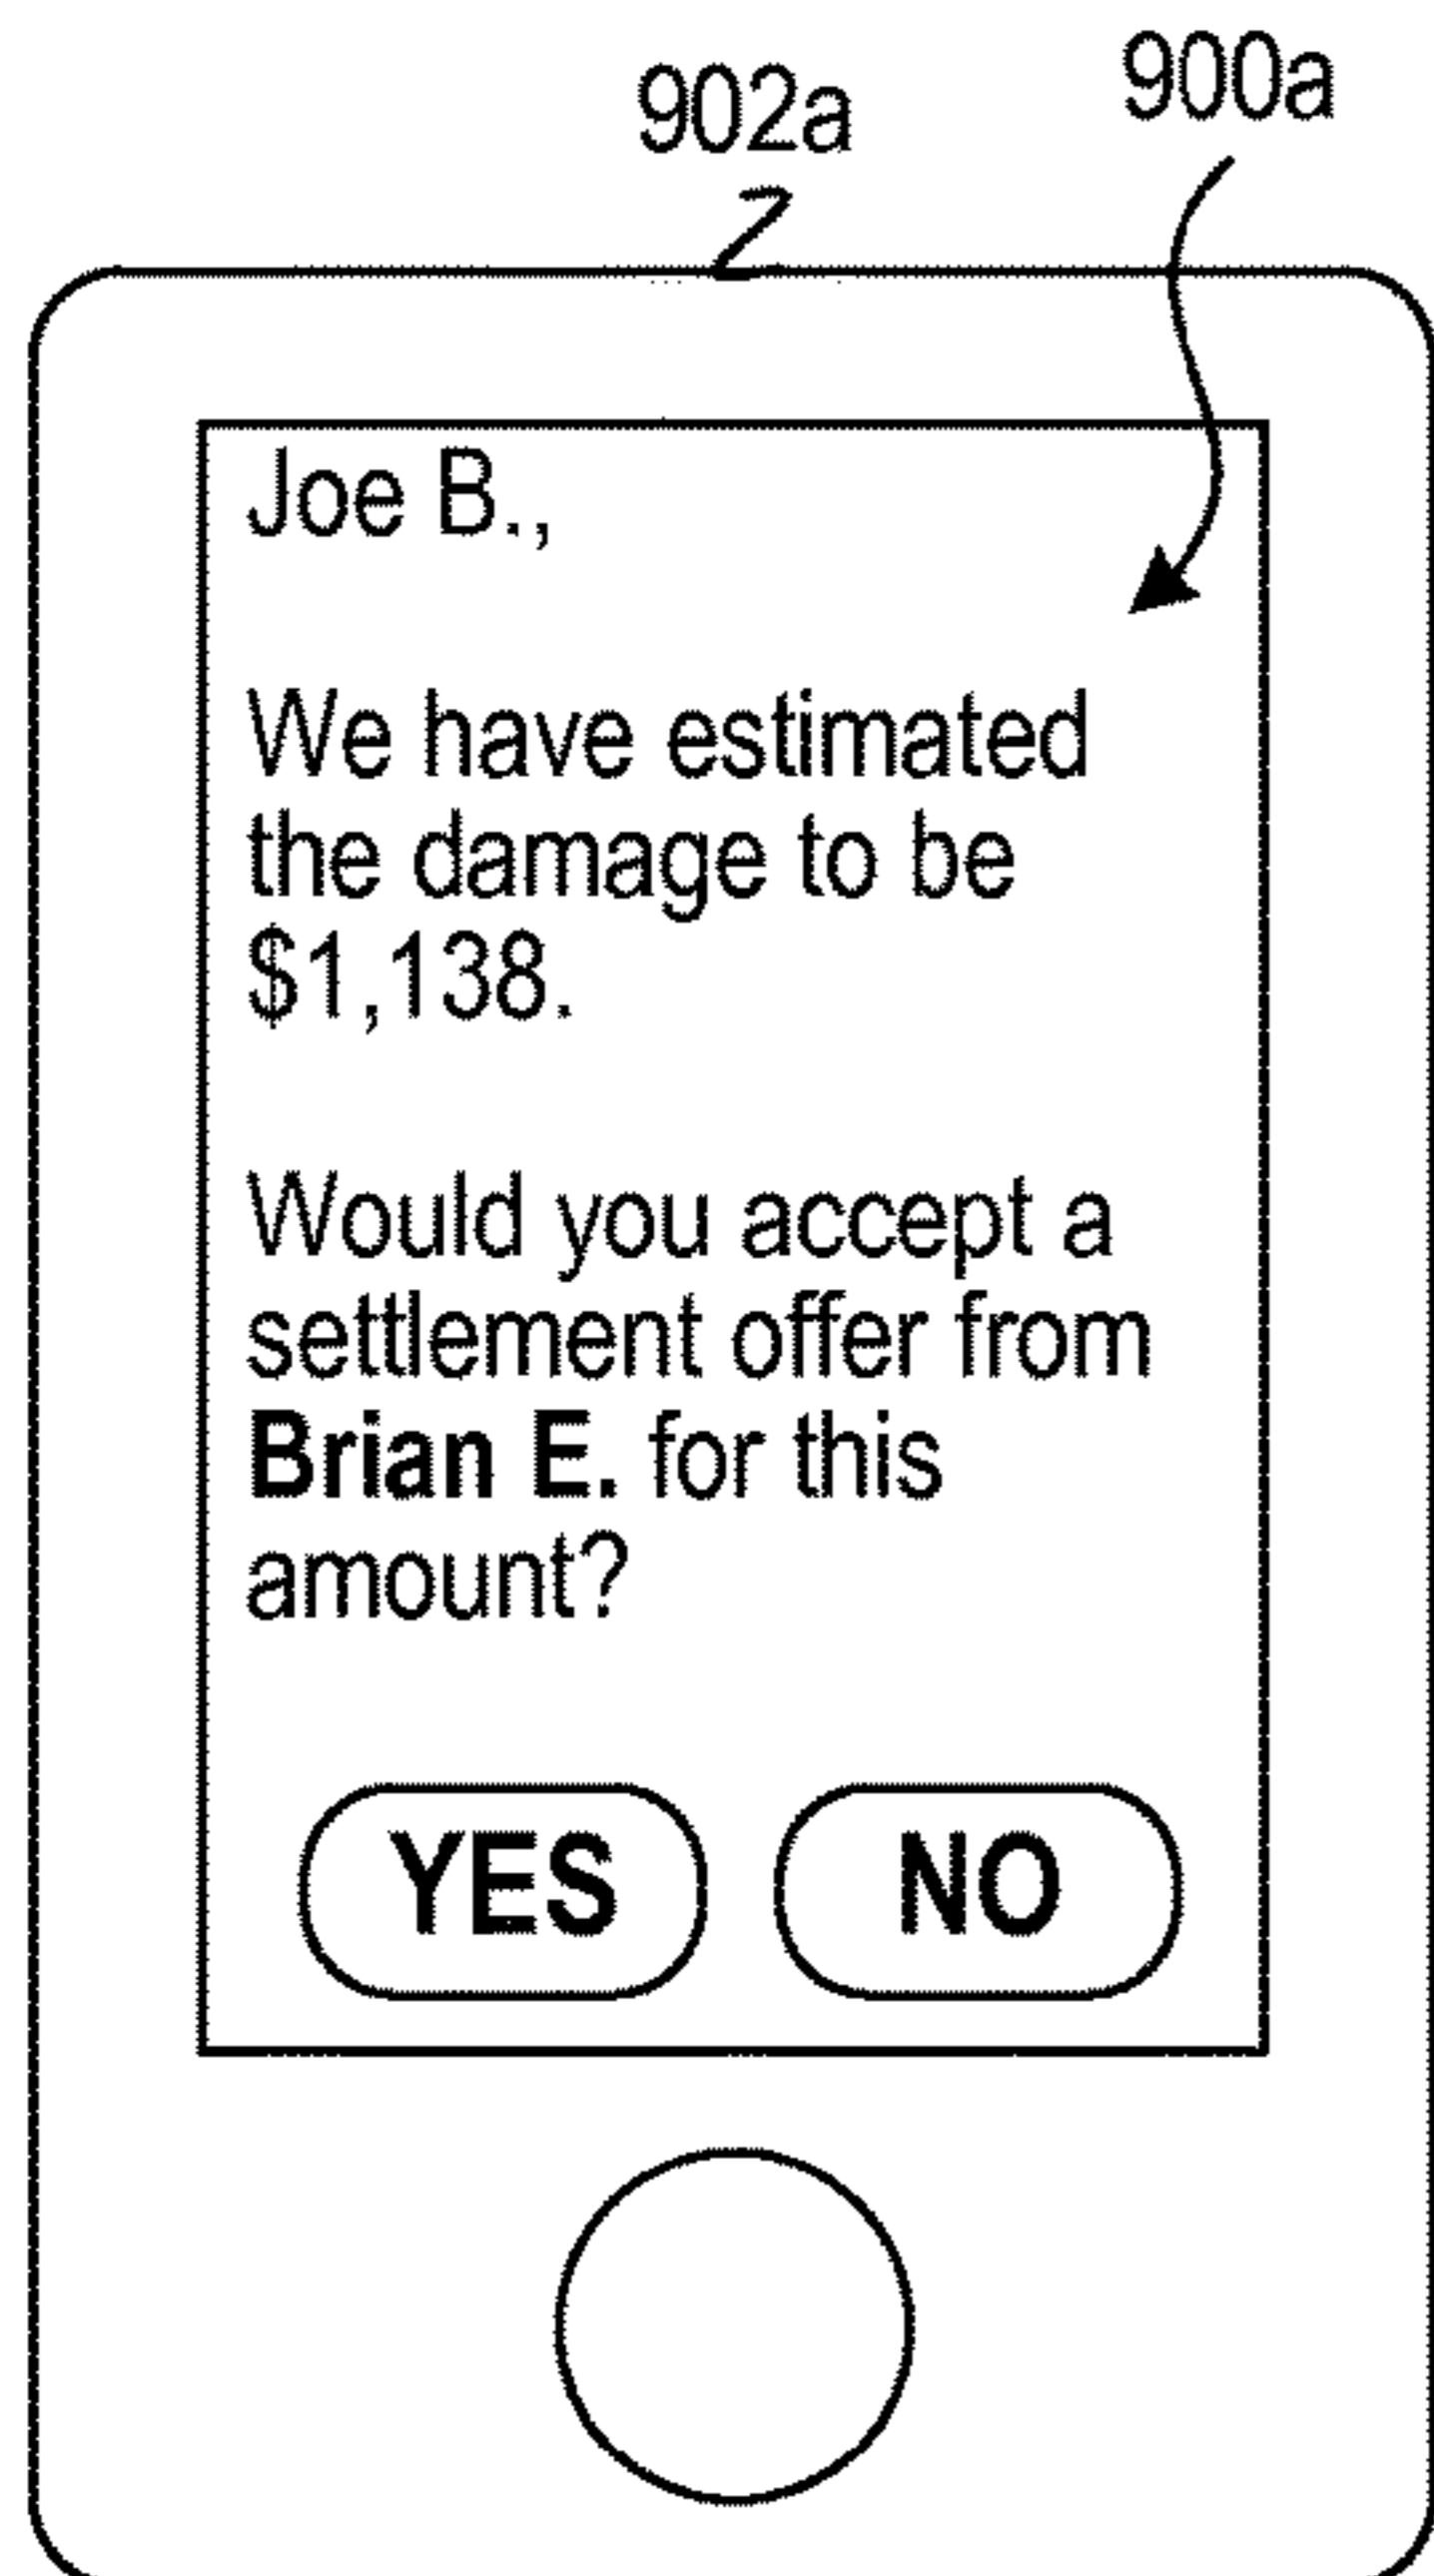 902a
900a
Joe B.,
We have estimated
the damage to be
$1,138.
Would you accept a
settlement offer from
Brian E. for this
amount?
YES
NO